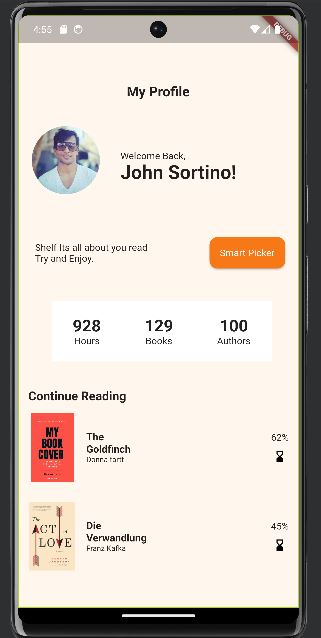 4:55
DEBUG
My Profile
Welcome Back,
John Sortino!
Shelf Its all about you read
Try and Enjoy.
Smart Picker
928
Hours
129
Books
100
Authors
Continue Reading
MY
BOOK
COVER
The
Goldfinch
Donna tartt
62%
The
ACT
OF
LOVE
Die
Verwandlung
Franz Kafka
45%